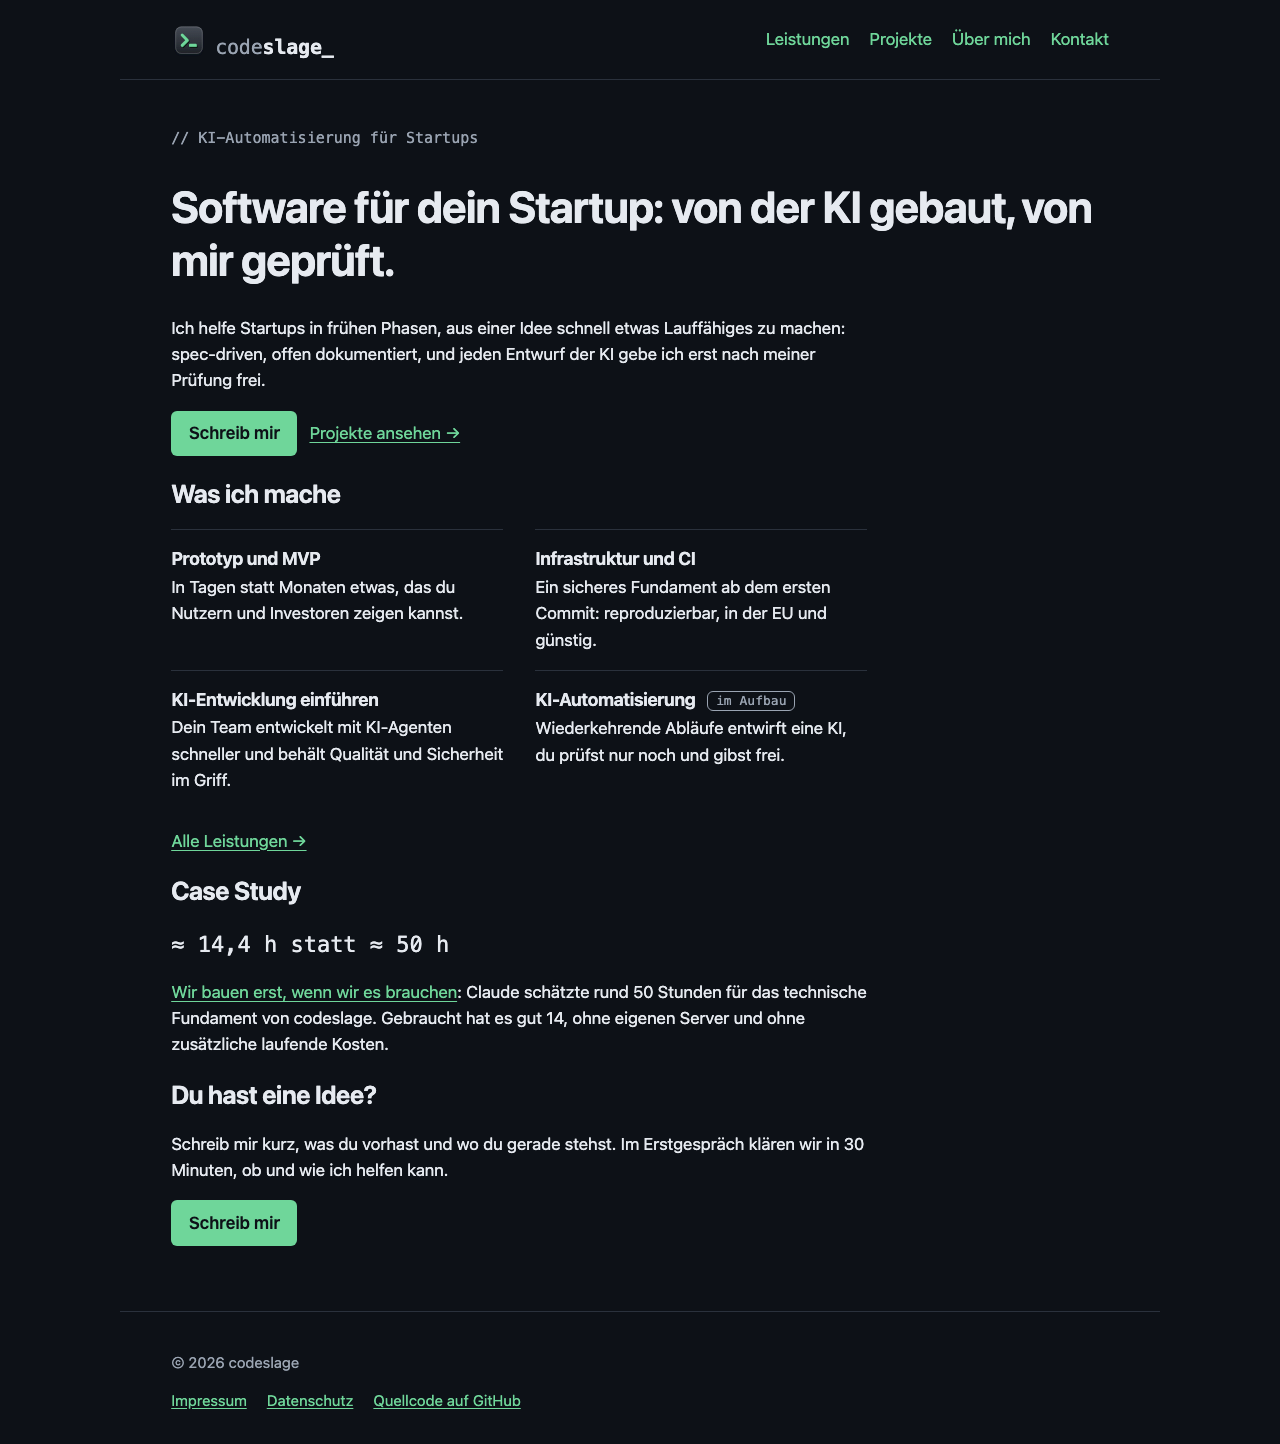 codeslage_
Leistungen Projekte Über mich Kontakt
// KI-Automatisierung für Startups
Software für dein Startup: von der KI gebaut, von
mir geprüft.
Ich helfe Startups in frühen Phasen, aus einer Idee schnell etwas Lauffähiges zu machen:
spec-driven, offen dokumentiert, und jeden Entwurf der KI gebe ich erst nach meiner
Prüfung frei.
Schreib mir Projekte ansehen →
Was ich mache
Prototyp und MVP
In Tagen statt Monaten etwas, das du
Nutzern und Investoren zeigen kannst.
Infrastruktur und CI
Ein sicheres Fundament ab dem ersten
Commit: reproduzierbar, in der EU und
günstig.
KI-Entwicklung einführen
Dein Team entwickelt mit KI-Agenten
schneller und behält Qualität und Sicherheit
im Griff.
KI-Automatisierung im Aufbau
Wiederkehrende Abläufe entwirft eine KI,
du prüfst nur noch und gibst frei.
Alle Leistungen →
Case Study
≈ 14,4 h statt ≈ 50 h
Wir bauen erst, wenn wir es brauchen: Claude schätzte rund 50 Stunden für das technische
Fundament von codeslage. Gebraucht hat es gut 14, ohne eigenen Server und ohne
zusätzliche laufende Kosten.
Du hast eine Idee?
Schreib mir kurz, was du vorhast und wo du gerade stehst. Im Erstgespräch klären wir in 30
Minuten, ob und wie ich helfen kann.
Schreib mir
© 2026 codeslage
Impressum Datenschutz Quellcode auf GitHub